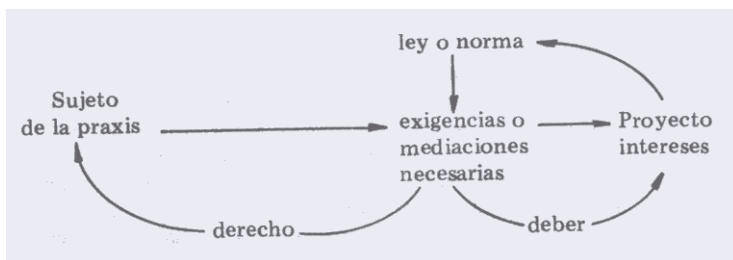 ley o norma
Sujeto
de la praxis
exigencias o
mediaciones
necesarias
Proyecto
intereses
derecho
deber